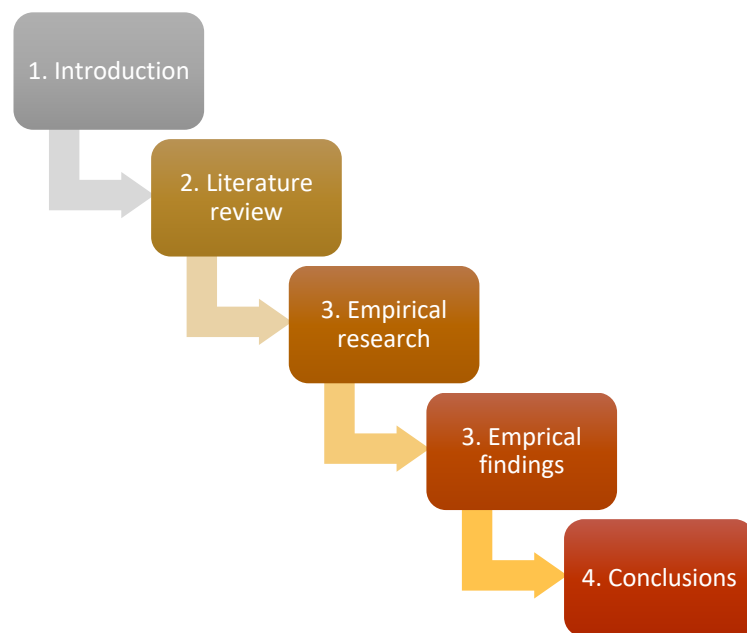 1. Introduction
2. Literature
review
3. Empirical
research
3. Emprical
findings
4. Conclusions